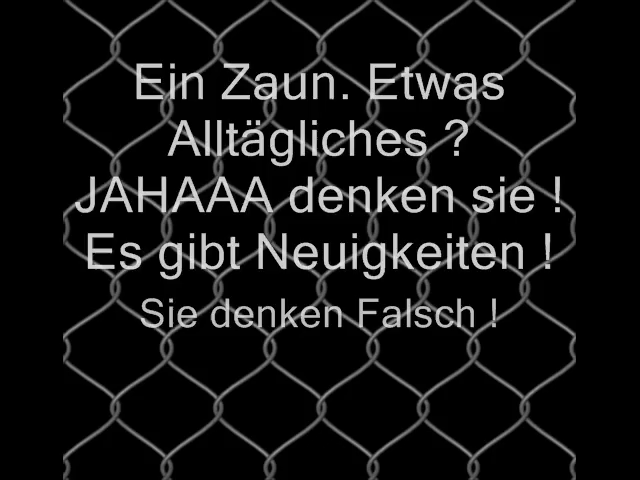 Ein Zaun. Etwas
Alltägliches ?
JAHAAA denken sie !
Es gibt Neuigkeiten !
Sie denken Falsch !